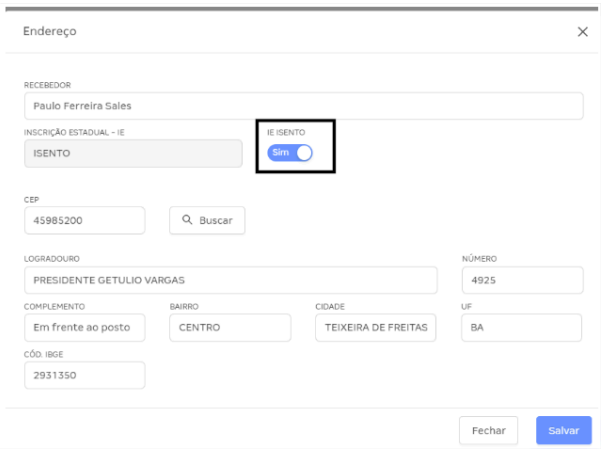 Endereço
RECEBEDOR
Paulo Ferreira Sales
INSCRIÇÃO ESTADUAL - IE
IE ISENTO
ISENTO
Sim
CEP
45985200
Buscar
LOGRADOURO
NÚMERO
PRESIDENTE GETULIO VARGAS
4925
COMPLEMENTO
BAIRRO
CIDADE
UF
Em frente ao posto
CENTRO
TEIXEIRA DE FREITAS
BA
CÓD. IBGE
2931350
Fechar
Salvar